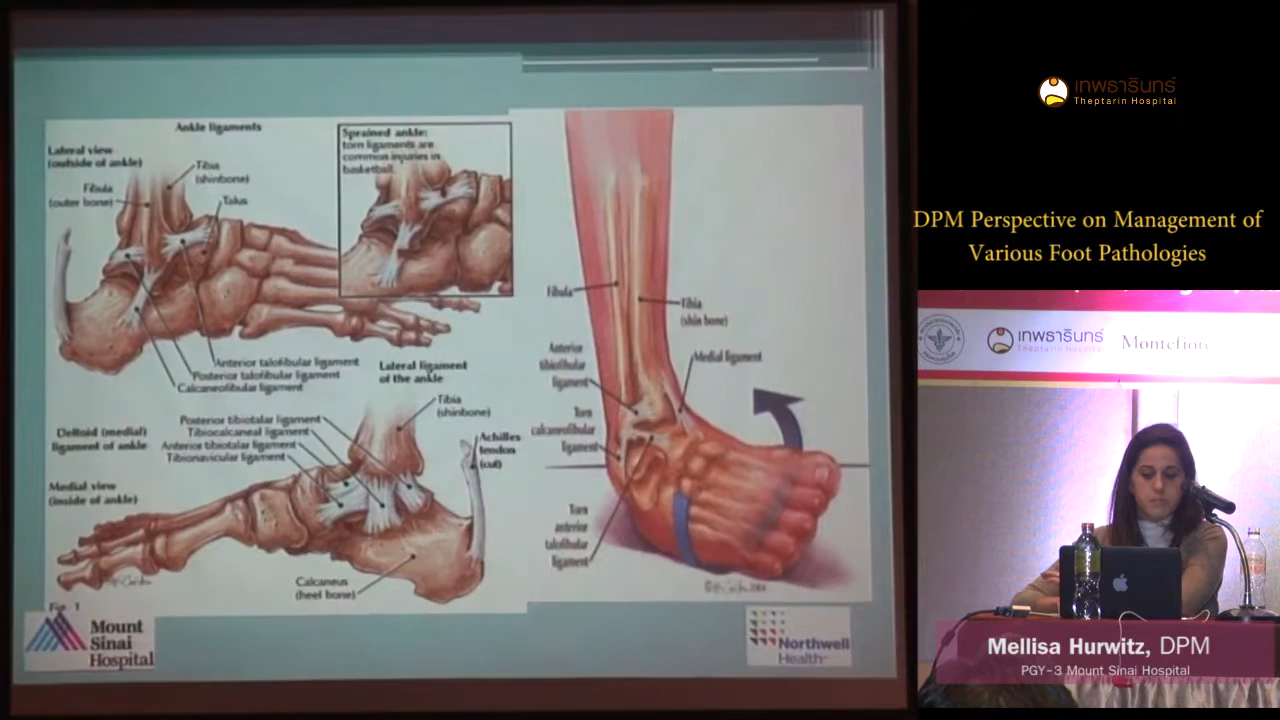 Ankle ligaments
Lateral view
(outside of ankle)
Tibia
(shinbone)
Fibula
(outer bone)
Talus
Sprained ankle:
torn ligaments are
common injuries in
basketball.
Anterior talofibular ligament
Posterior talofibular ligament
Calcaneofibular ligament
Lateral ligament
of the ankle
Posterior tibiotalar ligament
Tibiocalcaneal ligament
Anterior tibiotalar ligament
Tibionavicular ligament
Deltoid (medial)
ligament of ankle
Tibia
(shinbone)
Achilles
tendon
(cut)
Medial view
(inside of ankle)
Calcaneus
(heel bone)
Fig. 1
Fibula
Tibia
(shin bone)
Anterior
tibiofibular
ligament
Medial ligament
Torn
calcaneofibular
ligament
Torn
anterior
talofibular
ligament
Mount
Sinai
Hospital
Northwell
Health
เทพธารินทร์
Theptarin Hospital
DPM Perspective on Management of
Various Foot Pathologies
เทพธารินทร์
Theptarin Hospital
Montefiore
Mellisa Hurwitz, DPM
PGY-3 Mount Sinai Hospital